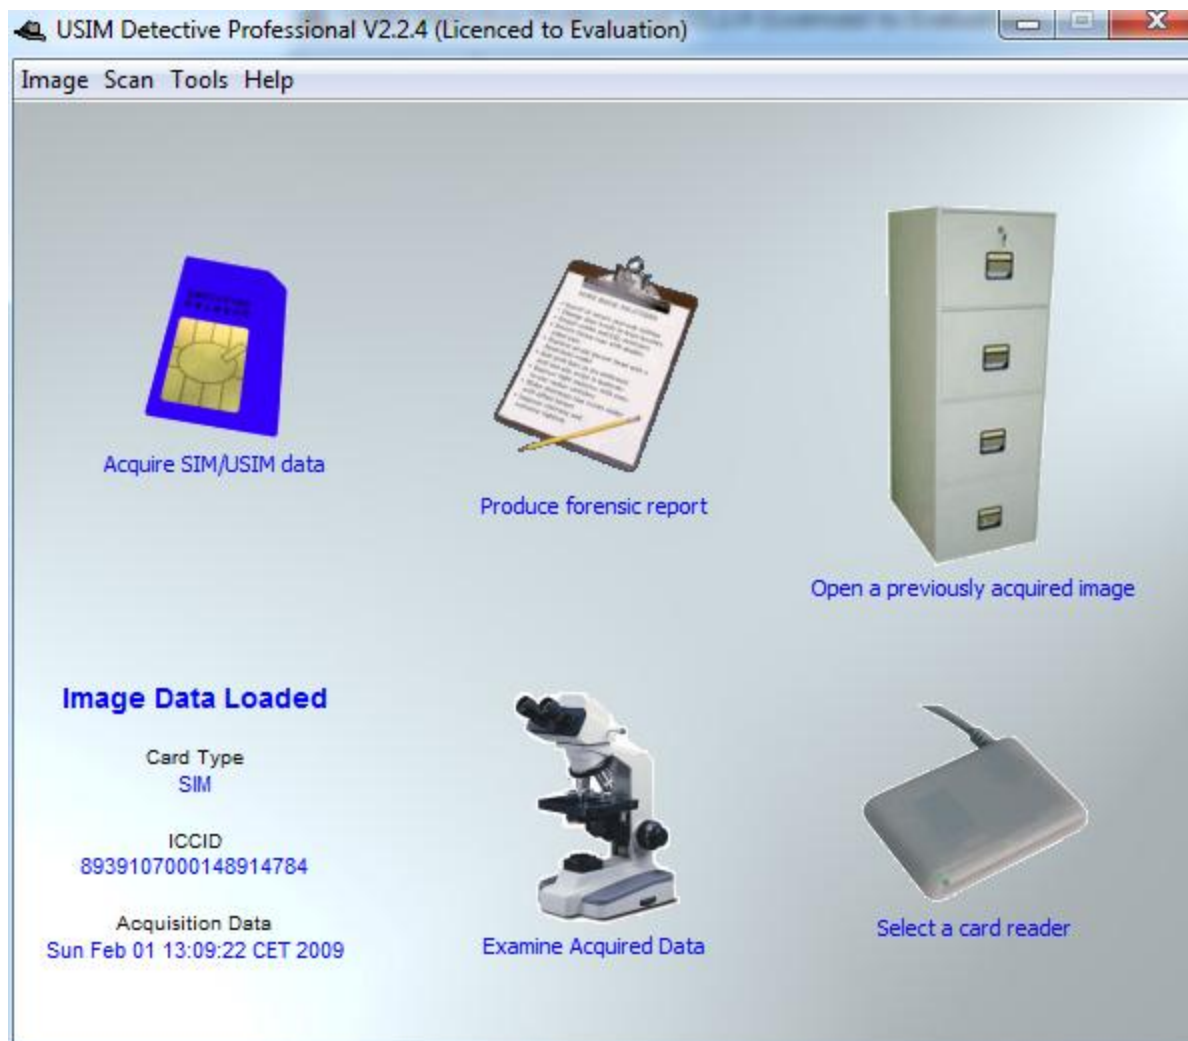 USIM Detective Professional V2.2.4 (Licenced to Evaluation)
Image Scan Tools Help
Acquire SIM/USIM data
Produce forensic report
Open a previously acquired image
Image Data Loaded
Card Type
SIM
ICCID
8939107000148914784
Acquisition Data
Sun Feb 01 13:09:22 CET 2009
Examine Acquired Data
Select a card reader